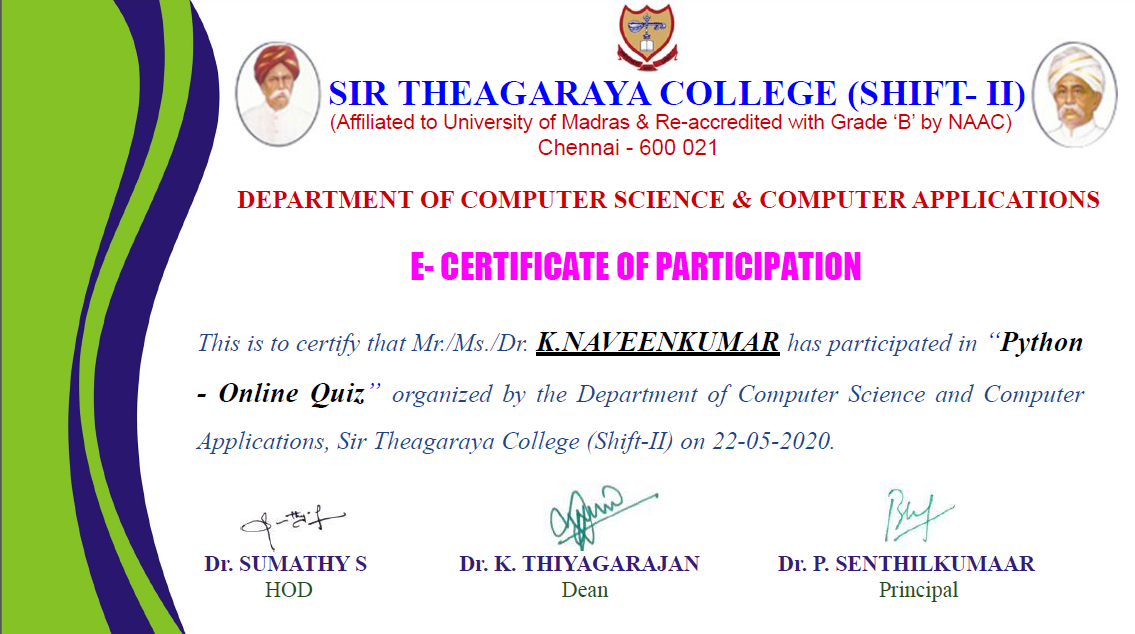 SIR THEAGARAYA COLLEGE (SHIFT- II)
(Affiliated to University of Madras & Re-accredited with Grade ‘B’ by NAAC)
Chennai - 600 021
DEPARTMENT OF COMPUTER SCIENCE & COMPUTER APPLICATIONS
E- CERTIFICATE OF PARTICIPATION
This is to certify that Mr./Ms./Dr. K.NAVEENKUMAR has participated in “Python
- Online Quiz” organized by the Department of Computer Science and Computer
Applications, Sir Theagaraya College (Shift-II) on 22-05-2020.
Dr. SUMATHY S
HOD
Dr. K. THIYAGARAJAN
Dean
Dr. P. SENTHILKUMAAR
Principal